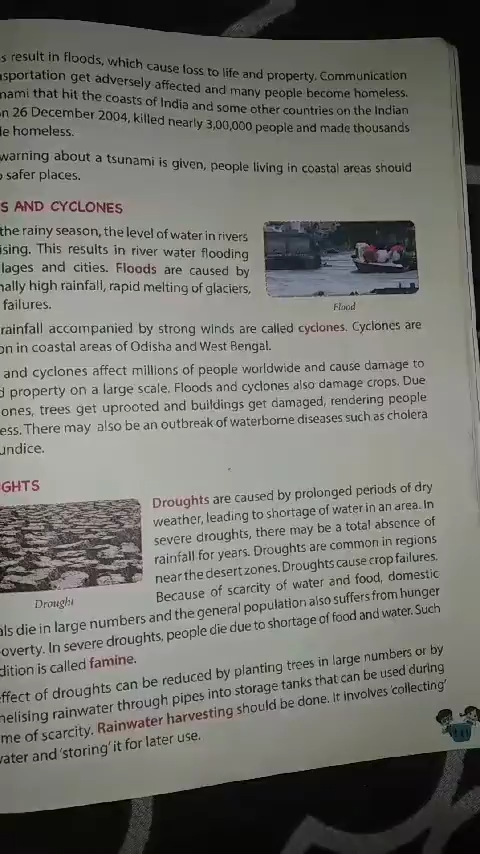 s result in floods, which cause loss to life and property. Communication
sportation get adversely affected and many people become homeless.
nami that hit the coasts of India and some other countries on the Indian
n 26 December 2004, killed nearly 3,00,000 people and made thousands
le homeless.
warning about a tsunami is given, people living in coastal areas should
safer places.
S AND CYCLONES
the rainy season, the level of water in rivers
ising. This results in river water flooding
lages and cities. Floods are caused by
nally high rainfall, rapid melting of glaciers,
failures.
Flood
rainfall accompanied by strong winds are called cyclones. Cyclones are
on in coastal areas of Odisha and West Bengal.
and cyclones affect millions of people worldwide and cause damage to
d property on a large scale. Floods and cyclones also damage crops. Due
ones, trees get uprooted and buildings get damaged, rendering people
ess. There may also be an outbreak of waterborne diseases such as cholera
undice.
GHTS
Droughts are caused by prolonged periods of dry
weather, leading to shortage of water in an area. In
severe droughts, there may be a total absence of
rainfall for years. Droughts are common in regions
near the desert zones. Droughts cause crop failures.
Because of scarcity of water and food, domestic
Drought
als die in large numbers and the general population also suffers from hunger
overty. In severe droughts, people die due to shortage of food and water. Such
dition is called famine.
ffect of droughts can be reduced by planting trees in large numbers or by
nelising rainwater through pipes into storage tanks that can be used during
me of scarcity. Rainwater harvesting should be done. It involves 'collecting'
vater and 'storing' it for later use.